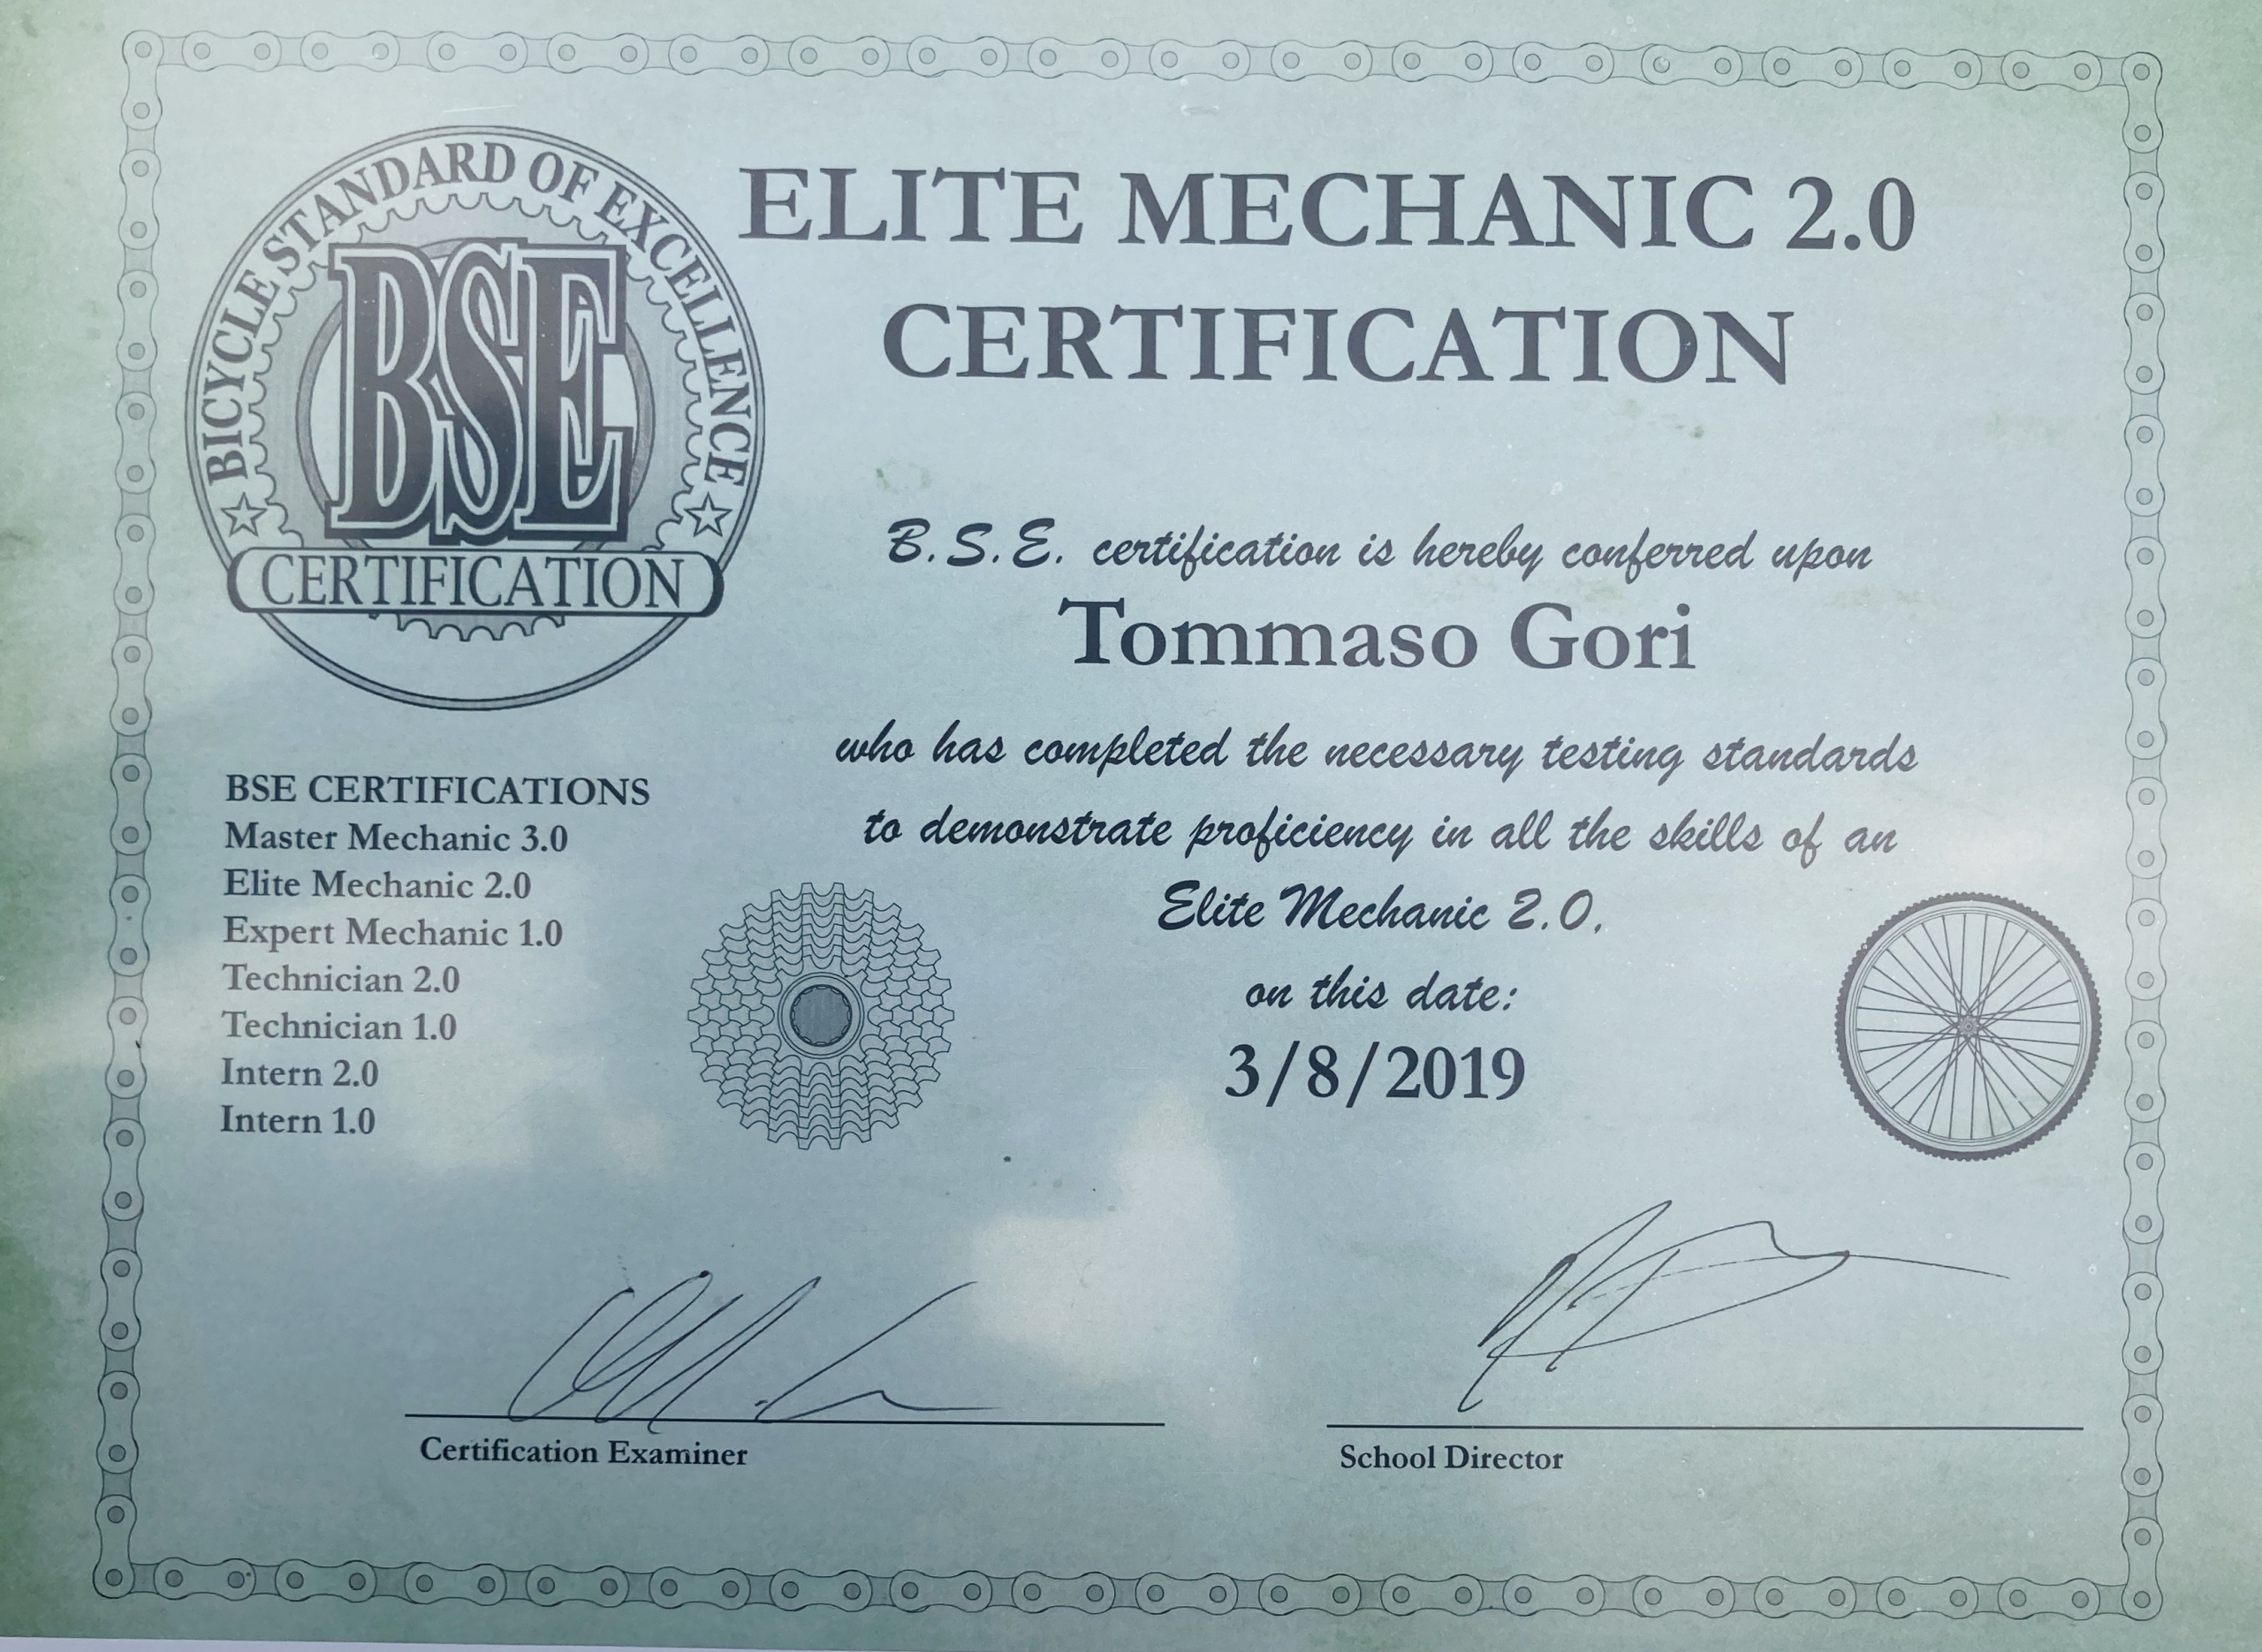 BICYCLE STANDARD OF EXCELLENCE
BSE
CERTIFICATION
ELITE MECHANIC 2.0
CERTIFICATION
B.S.E. certification is hereby conferred upon
Tommaso Gori
who has completed the necessary testing standards
to demonstrate proficiency in all the skills of an
Elite Mechanic 2.0.
on this date:
3/8/2019
BSE CERTIFICATIONS
Master Mechanic 3.0
Elite Mechanic 2.0
Expert Mechanic 1.0
Technician 2.0
Technician 1.0
Intern 2.0
Intern 1.0
Certification Examiner
School Director